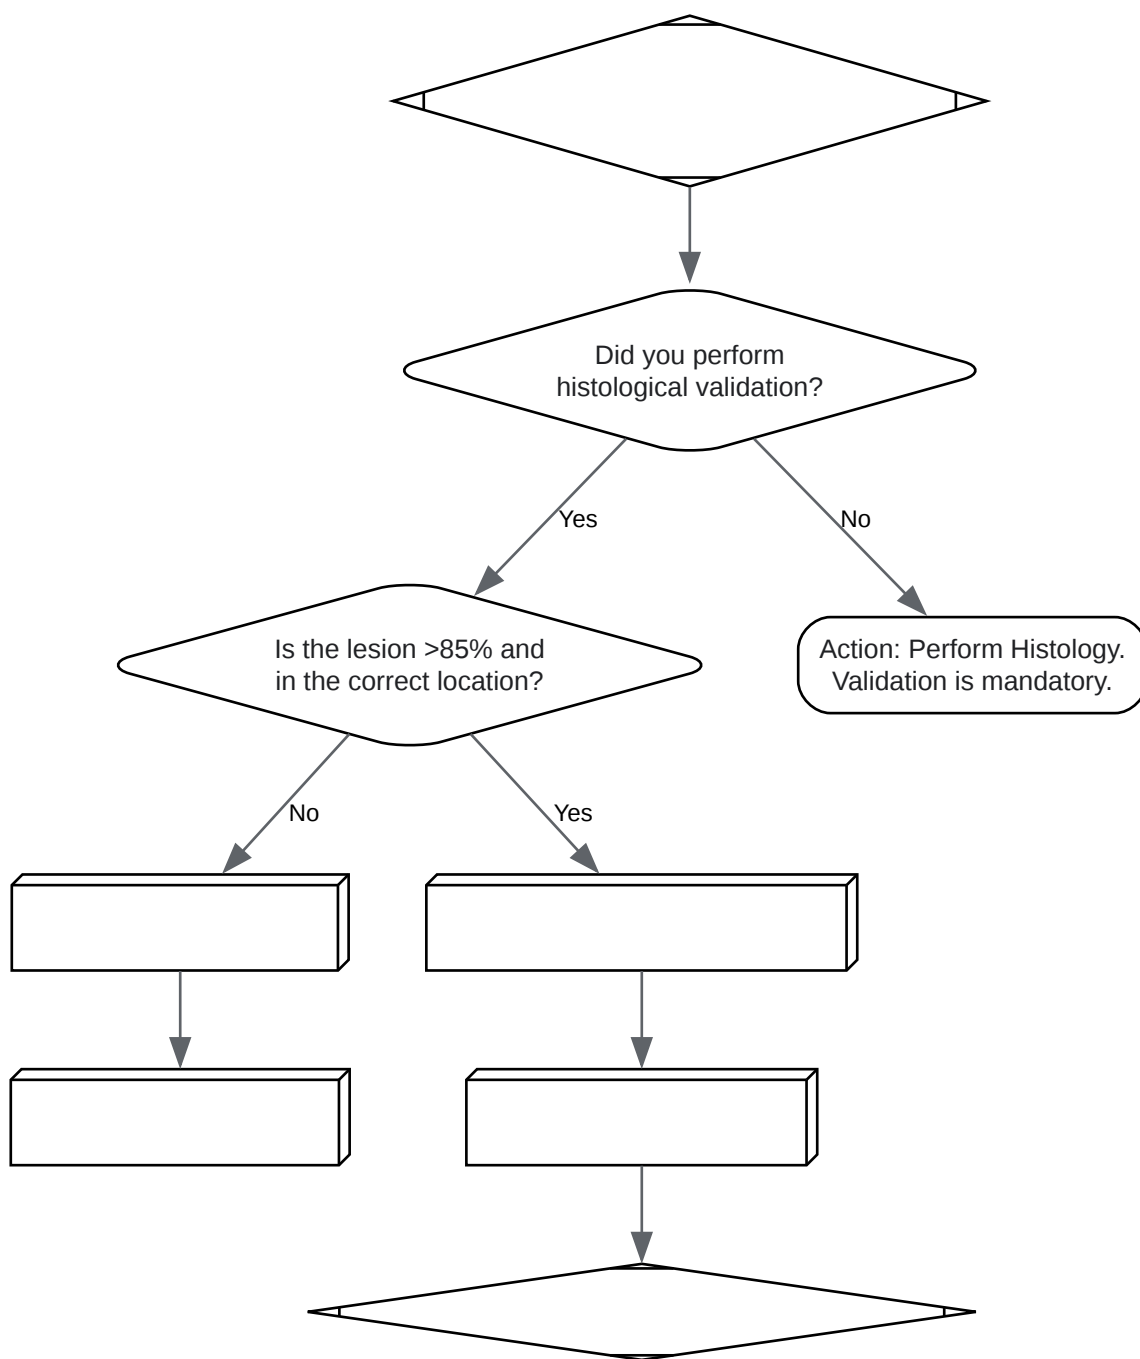 Did you perform
histological validation?
Yes
No
Is the lesion >85% and
in the correct location?
Action: Perform Histology.
Validation is mandatory.
No
Yes